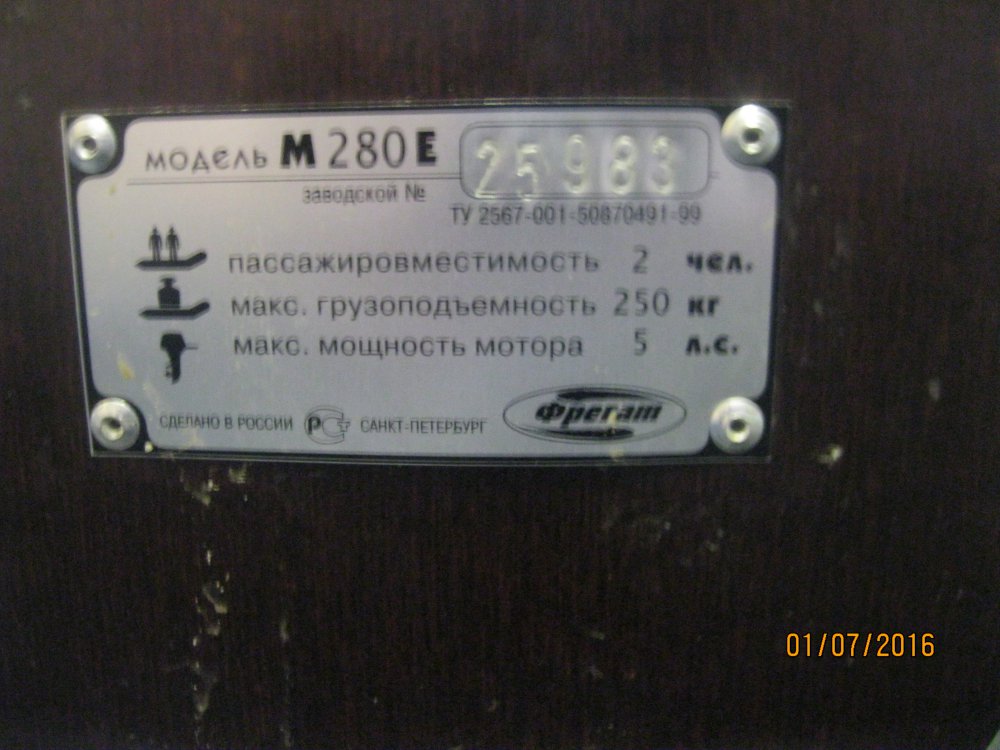 модель М 280 Е 25983
заводской №
ТУ 2567-001-50870491-99
пассажировместимость 2 чел.
макс. грузоподъемность 250 кг
макс. мощность мотора 5 л.с.
СДЕЛАНО В РОССИИ РСТ САНКТ-ПЕТЕРБУРГ Фрегат
01/07/2016